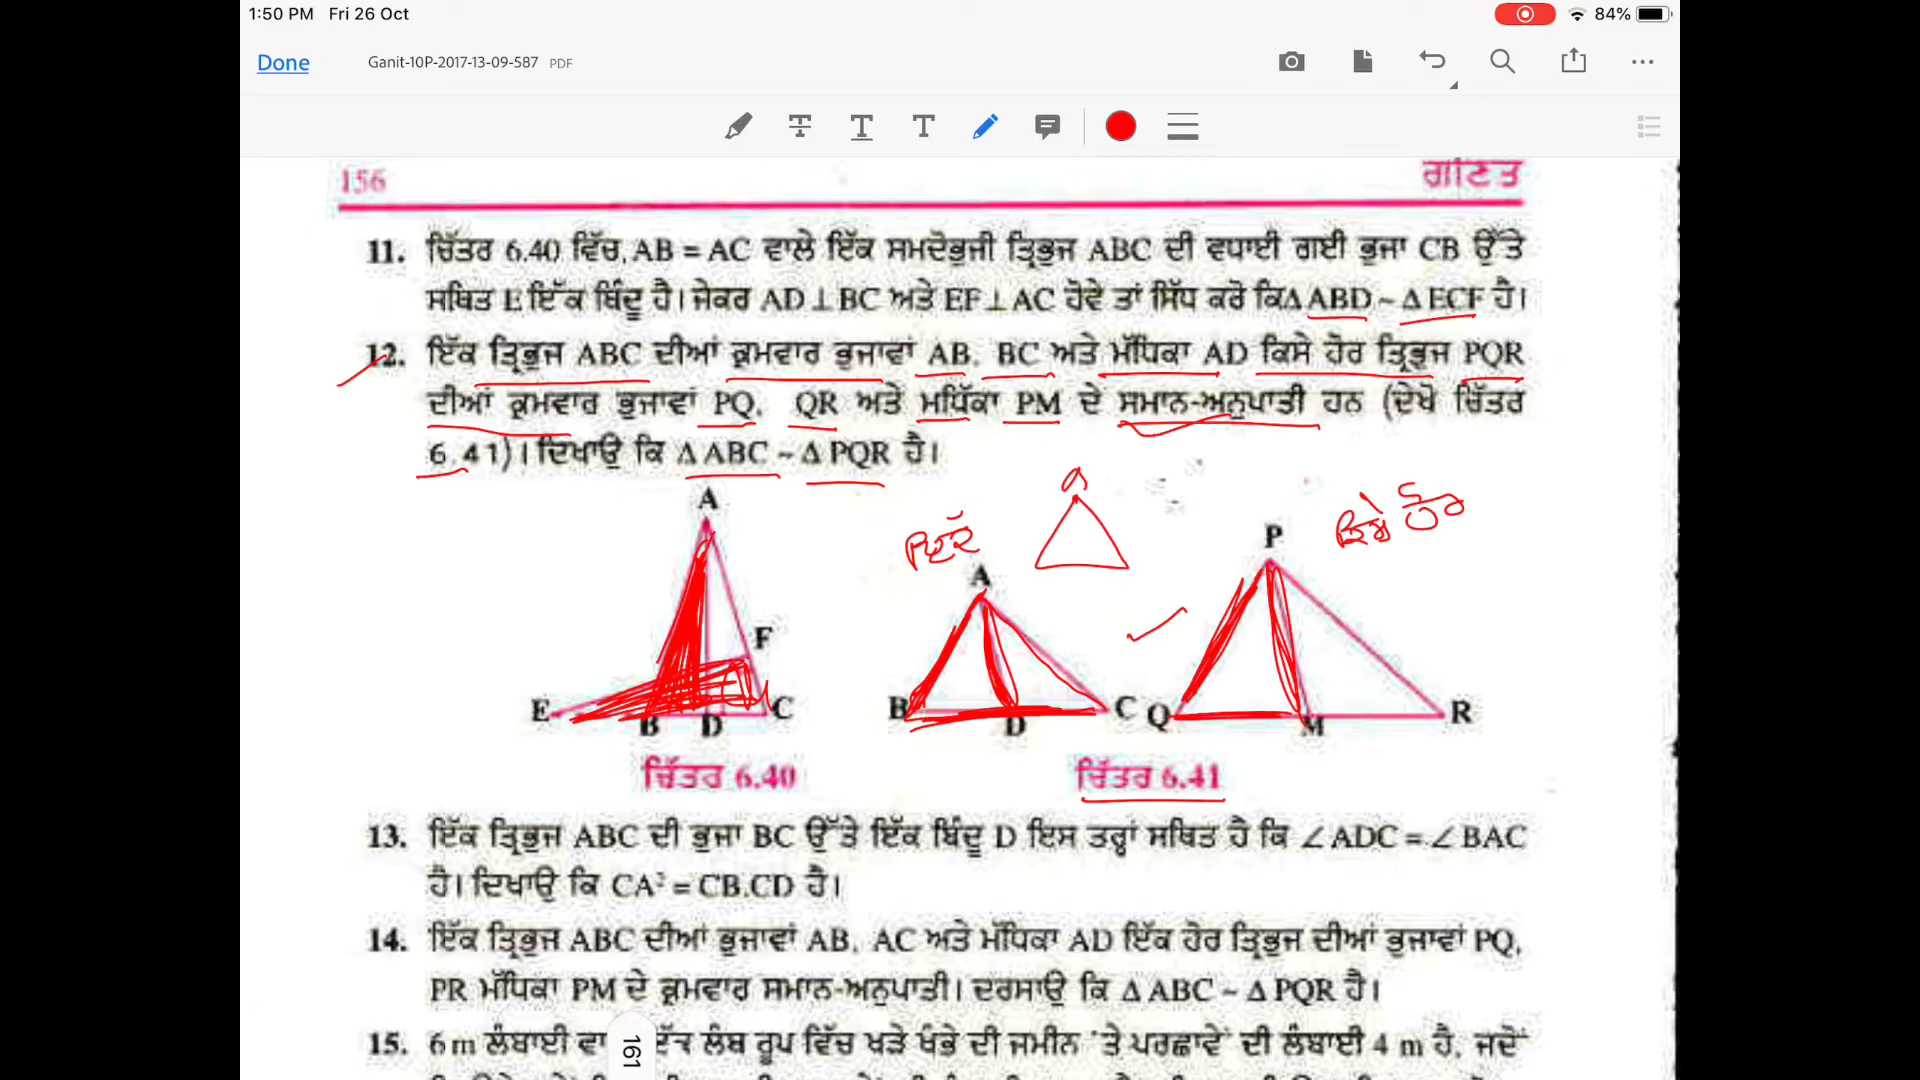 1:50 PM Fri 26 Oct
84%
Done
Ganit-10P-2017-13-09-587 PDF
156
ਗਣਿਤ
11. ਚਿੱਤਰ 6.40 ਵਿੱਚ, AB = AC ਵਾਲੇ ਇੱਕ ਸਮਦੋਭੁਜੀ ਤ੍ਰਿਭੁਜ ABC ਦੀ ਵਧਾਈ ਗਈ ਭੁਜਾ CB ਉੱਤੇ
ਸਥਿਤ E ਇੱਕ ਬਿੰਦੂ ਹੈ। ਜੇਕਰ AD ⊥ BC ਅਤੇ EF ⊥ AC ਹੋਵੇ ਤਾਂ ਸਿੱਧ ਕਰੋ ਕਿ Δ ABD ~ Δ ECF ਹੈ।
12. ਇੱਕ ਤ੍ਰਿਭੁਜ ABC ਦੀਆਂ ਕ੍ਰਮਵਾਰ ਭੁਜਾਵਾਂ AB, BC ਅਤੇ ਮੱਧਿਕਾ AD ਕਿਸੇ ਹੋਰ ਤ੍ਰਿਭੁਜ PQR
ਦੀਆਂ ਕ੍ਰਮਵਾਰ ਭੁਜਾਵਾਂ PQ, QR ਅਤੇ ਮਧਿੱਕਾ PM ਦੇ ਸਮਾਨ-ਅਨੁਪਾਤੀ ਹਨ (ਦੇਖੋ ਚਿੱਤਰ
6.41)। ਦਿਖਾਉ ਕਿ Δ ABC ~ Δ PQR ਹੈ।
A
F
E B D C
ਚਿੱਤਰ 6.40
A
B D C
P
Q M R
ਹੋਰ
ਚਿੱਤਰ 6.41
13. ਇੱਕ ਤ੍ਰਿਭੁਜ ABC ਦੀ ਭੁਜਾ BC ਉੱਤੇ ਇੱਕ ਬਿੰਦੂ D ਇਸ ਤਰ੍ਹਾਂ ਸਥਿਤ ਹੈ ਕਿ ∠ ADC = ∠ BAC
ਹੈ। ਦਿਖਾਉ ਕਿ CA² = CB.CD ਹੈ।
14. ਇੱਕ ਤ੍ਰਿਭੁਜ ABC ਦੀਆਂ ਭੁਜਾਵਾਂ AB, AC ਅਤੇ ਮੱਧਿਕਾ AD ਇੱਕ ਹੋਰ ਤ੍ਰਿਭੁਜ ਦੀਆਂ ਭੁਜਾਵਾਂ PQ,
PR ਮੱਧਿਕਾ PM ਦੇ ਕ੍ਰਮਵਾਰ ਸਮਾਨ-ਅਨੁਪਾਤੀ। ਦਰਸਾਉ ਕਿ Δ ABC ~ Δ PQR ਹੈ।
15. 6 m ਲੰਬਾਈ ਲੰਬ ਰੂਪ ਵਿੱਚ ਖੜੇ ਖੰਭੇ ਦੀ ਜਮੀਨ 'ਤੇ ਪਰਛਾਵੇਂ ਦੀ ਲੰਬਾਈ 4 m ਹੈ, ਜਦੋਂ
161